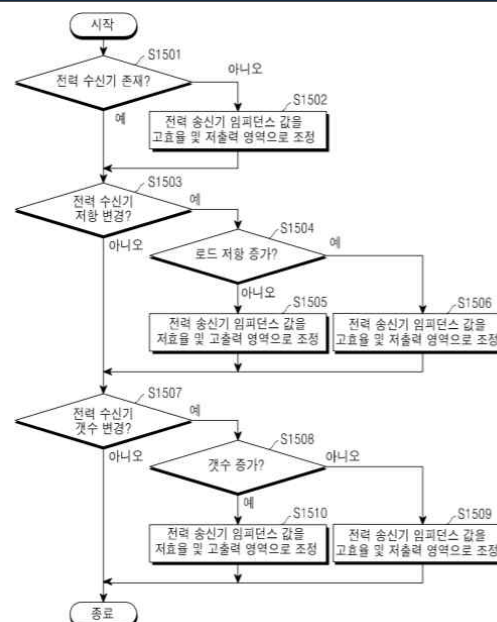 시작
S1501
전력 수신기 존재?
아니오
예
S1502
전력 송신기 임피던스 값을
고효율 및 저출력 영역으로 조정
S1503
전력 수신기
저항 변경?
예
아니오
S1504
로드 저항 증가?
예
아니오
S1505
전력 송신기 임피던스 값을
저효율 및 고출력 영역으로 조정
S1506
전력 송신기 임피던스 값을
고효율 및 저출력 영역으로 조정
S1507
전력 수신기
갯수 변경?
예
아니오
S1508
갯수 증가?
아니오
예
S1510
전력 송신기 임피던스 값을
저효율 및 고출력 영역으로 조정
S1509
전력 송신기 임피던스 값을
고효율 및 저출력 영역으로 조정
종료